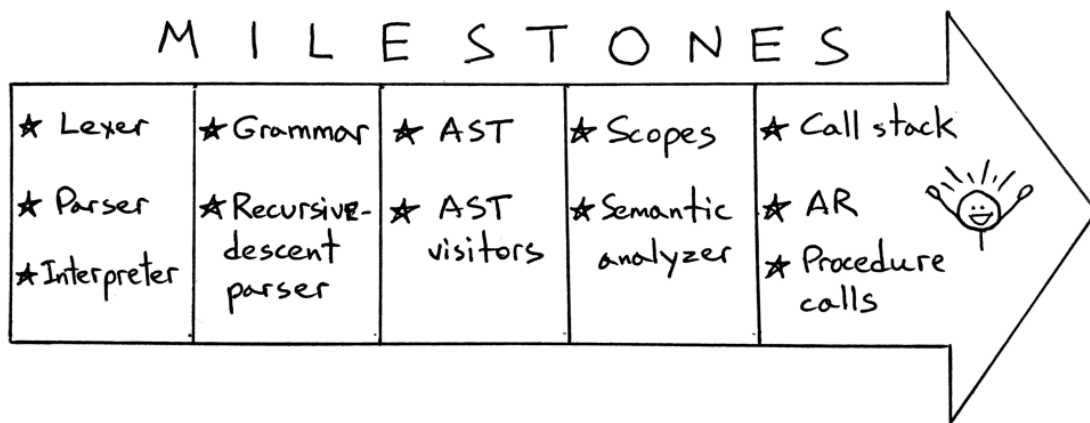 MILESTONES
★ Lexer
★ Parser
★ Interpreter
★ Grammar
★ Recursive-
descent
parser
★ AST
★ AST
visitors
★ Scopes
★ Semantic
analyzer
★ Call stack
★ AR
★ Procedure
calls